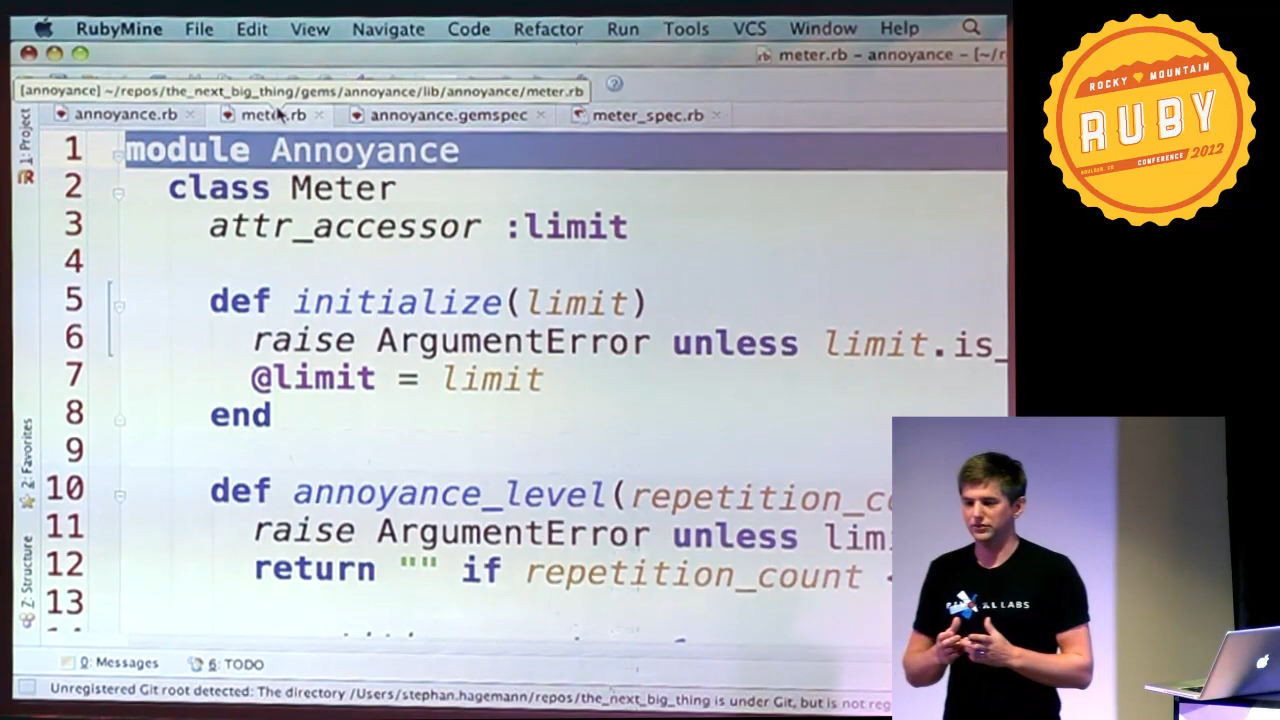 RubyMine File Edit View Navigate Code Refactor Run Tools VCS Window Help
meter.rb – annoyance – [~/r
[annoyance] ~/repos/the_next_big_thing/gems/annoyance/lib/annoyance/meter.rb
annoyance.rb meter.rb annoyance.gemspec meter_spec.rb
1: Project
1 module Annoyance
2 class Meter
3 attr_accessor :limit
4
5 def initialize(limit)
6 raise ArgumentError unless limit.is_
7 @limit = limit
8 end
9
10 def annoyance_level(repetition_co
11 raise ArgumentError unless lim
12 return "" if repetition_count <
13
2: Favorites
Z: Structure
0: Messages 6: TODO
Unregistered Git root detected: The directory /Users/stephan.hagemann/repos/the_next_big_thing is under Git, but is not reg
ROCKY MOUNTAIN
RUBY
CONFERENCE 2012
BOULDER, CO
LABS